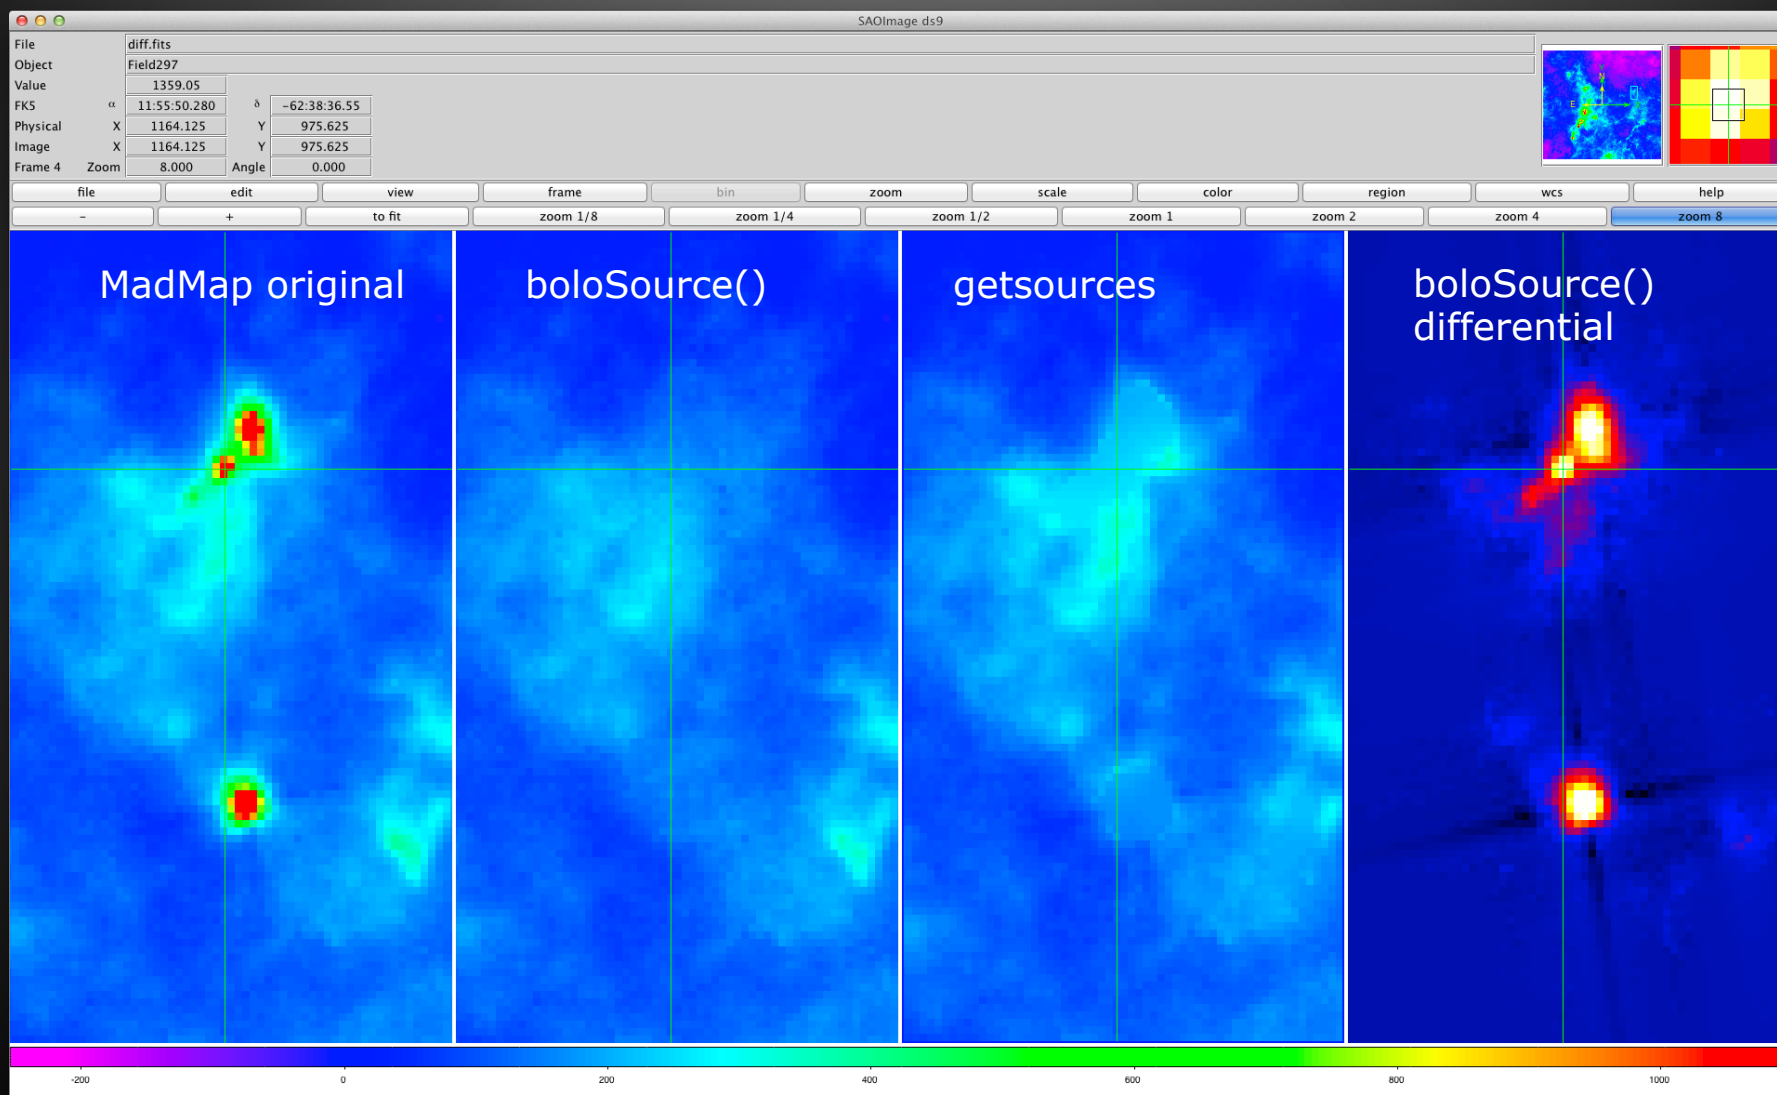 SAOImage ds9
File diff.fits
Object Field297
Value 1359.05
FK5 α 11:55:50.280 δ -62:38:36.55
Physical X 1164.125 Y 975.625
Image X 1164.125 Y 975.625
Frame 4 Zoom 8.000 Angle 0.000
N
E
file edit view frame bin zoom scale color region wcs help
- + to fit zoom 1/8 zoom 1/4 zoom 1/2 zoom 1 zoom 2 zoom 4 zoom 8
MadMap original
boloSource()
getsources
boloSource()
differential
-200 0 200 400 600 800 1000